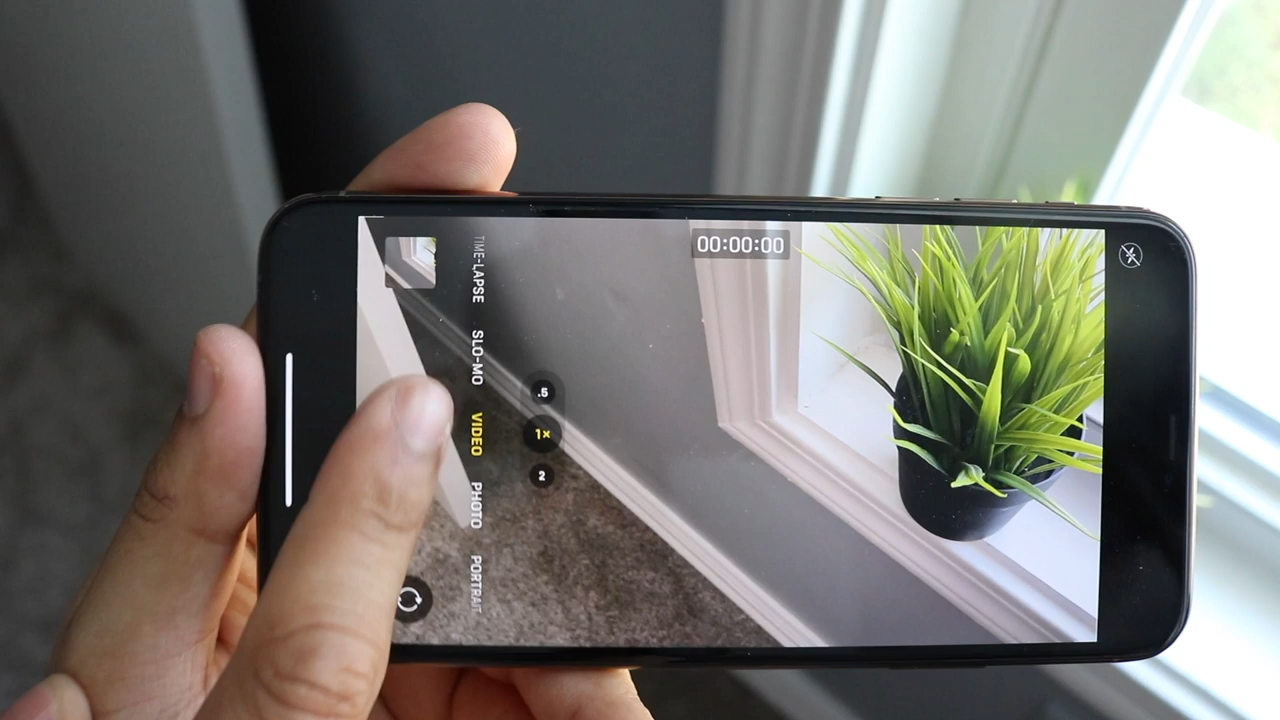 00:00:00
TIME-LAPSE
SLO-MO
VIDEO
PHOTO
PORTRAIT
.5
1×
2